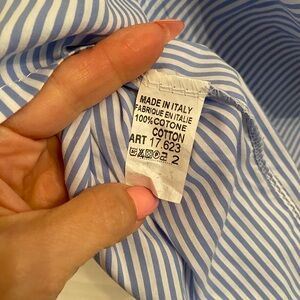 MADE IN ITALY
FABRIQUE EN ITALIE
100%COTONE
COTTON
ART 17.623
2